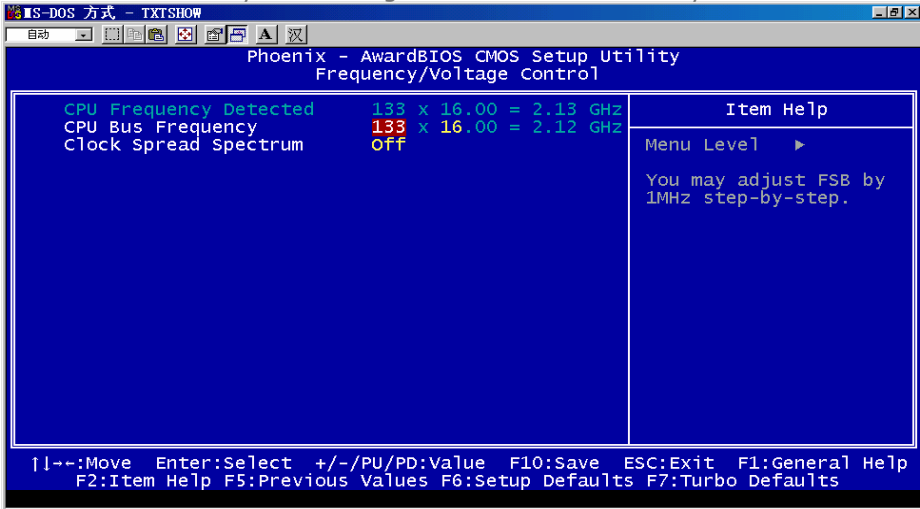 MS-DOS 方式 - TXTSHOW
自动 A 汉
Phoenix - AwardBIOS CMOS Setup Utility
Frequency/Voltage Control
CPU Frequency Detected 133 x 16.00 = 2.13 GHz
CPU Bus Frequency 133 x 16.00 = 2.12 GHz
Clock Spread Spectrum Off
Item Help
Menu Level ►
You may adjust FSB by
1MHz step-by-step.
↑↓→←:Move Enter:Select +/-/PU/PD:Value F10:Save ESC:Exit F1:General Help
F2:Item Help F5:Previous Values F6:Setup Defaults F7:Turbo Defaults